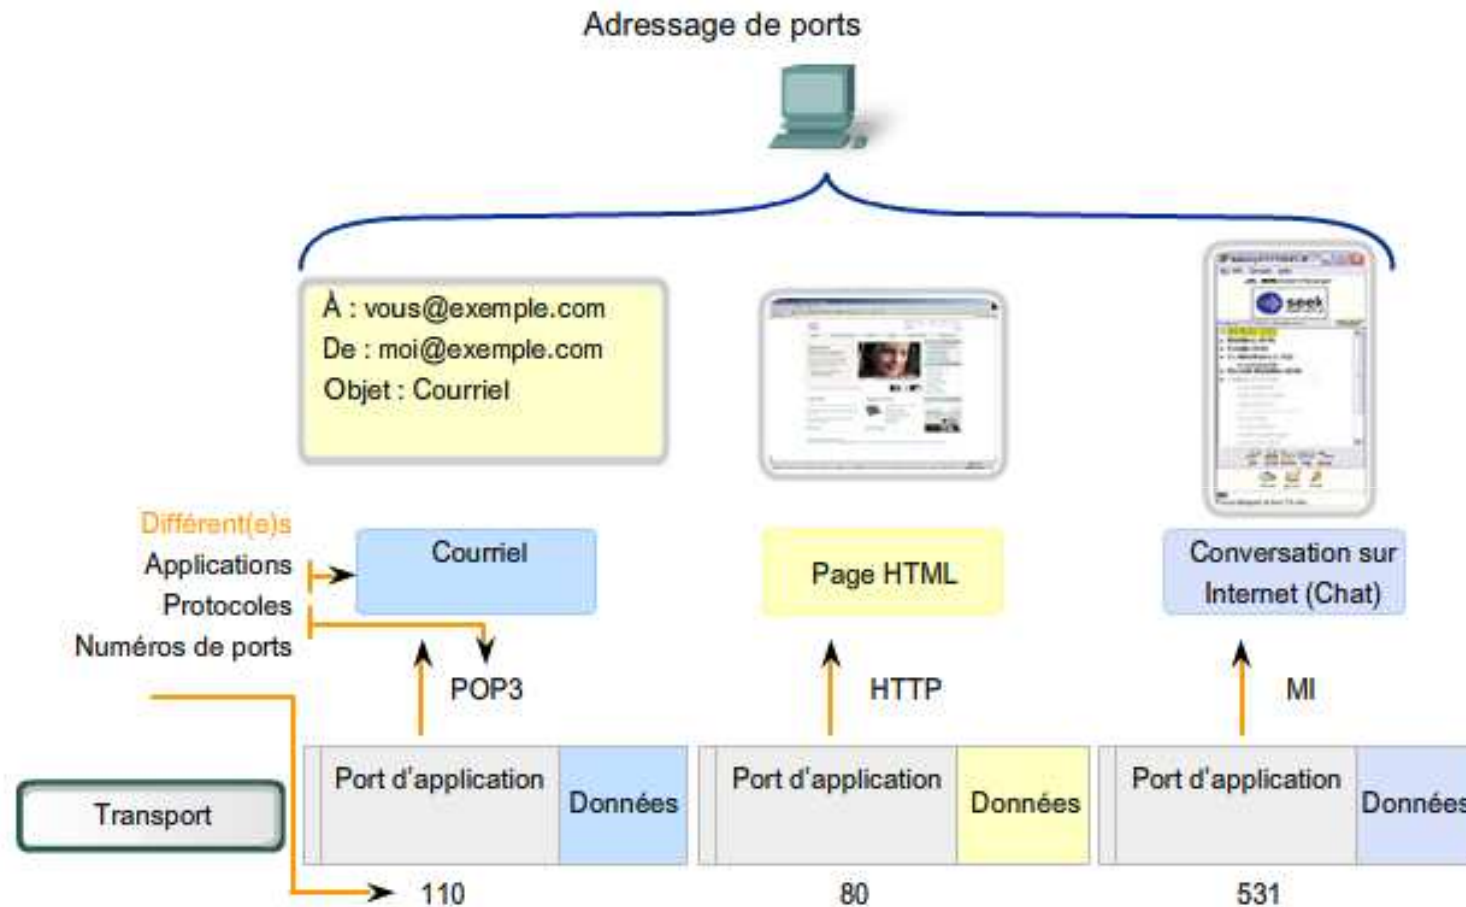 Adressage de ports
À : vous@exemple.com
De : moi@exemple.com
Objet : Courriel
seek
Différent(e)s
Applications
Protocoles
Numéros de ports
Courriel
Page HTML
Conversation sur
Internet (Chat)
POP3
HTTP
MI
Transport
Port d'application
Données
Port d'application
Données
Port d'application
Données
110
80
531